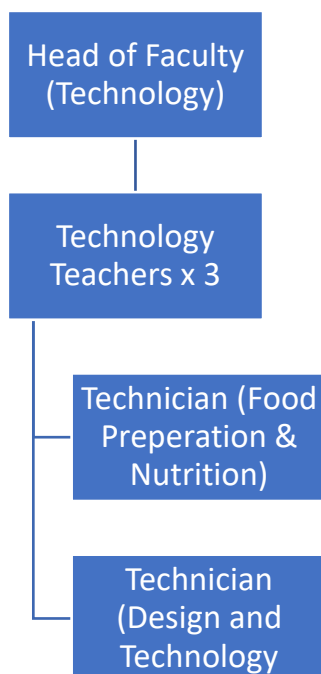 Head of Faculty
(Technology)
Technology
Teachers x 3
Technician (Food
Preperation &
Nutrition)
Technician
(Design and
Technology